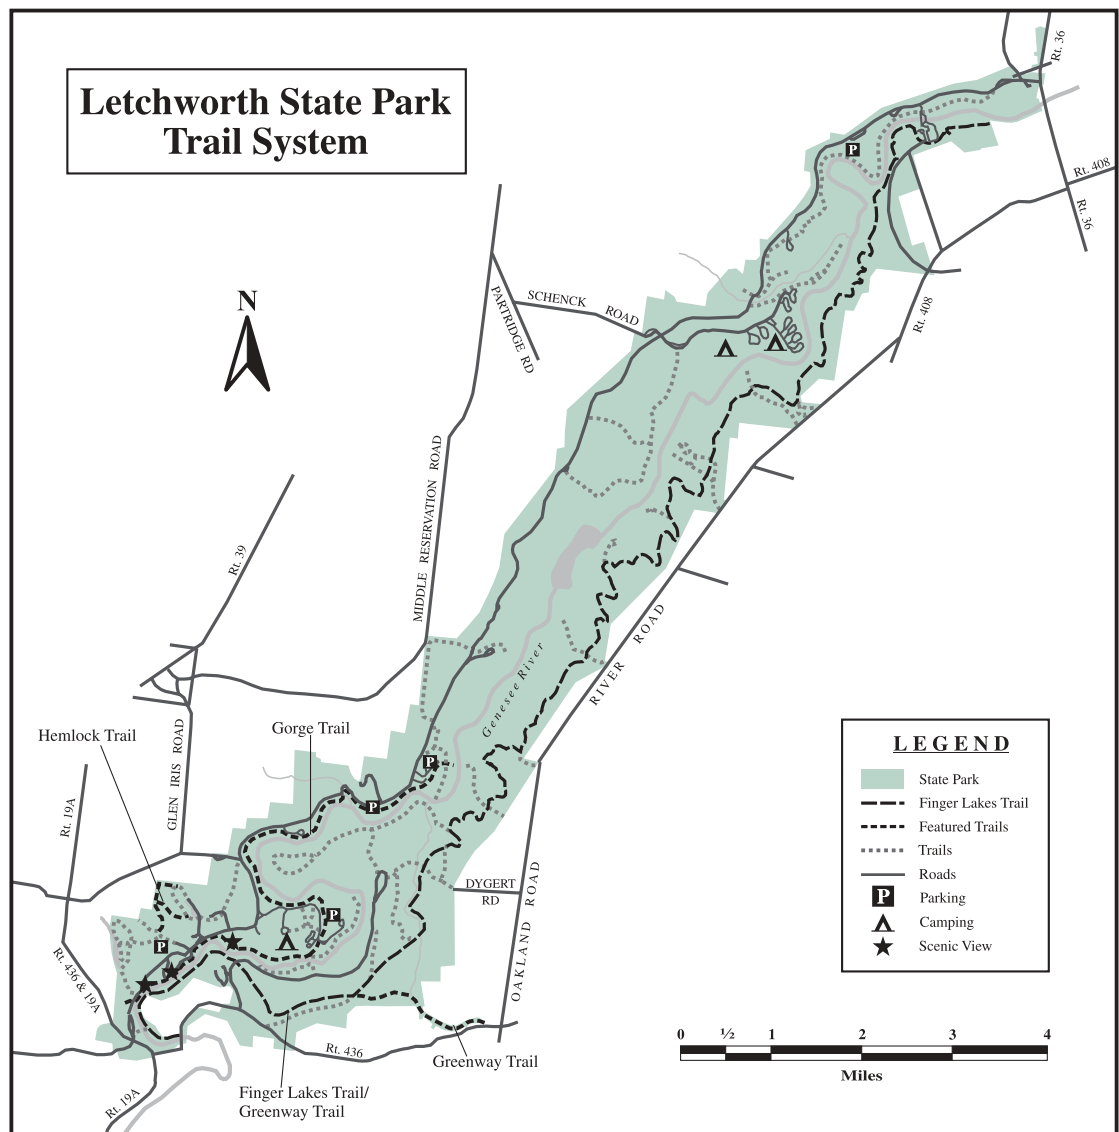 Letchworth State Park
Trail System
Rt. 36
P
Rt. 408
Rt. 36
N
PARTRIDGE RD
SCHENCK ROAD
Rt. 408
MIDDLE RESERVATION ROAD
Rt. 39
RIVER ROAD
Genesee River
Hemlock Trail
Gorge Trail
GLEN IRIS ROAD
Rt. 19A
P
P
DYGERT
RD
OAKLAND ROAD
P
P
Rt. 436 & 19A
Rt. 436
Greenway Trail
Finger Lakes Trail/
Greenway Trail
Rt. 19A
LEGEND
State Park
Finger Lakes Trail
Featured Trails
Trails
Roads
P Parking
Camping
Scenic View
0 ½ 1 2 3 4
Miles